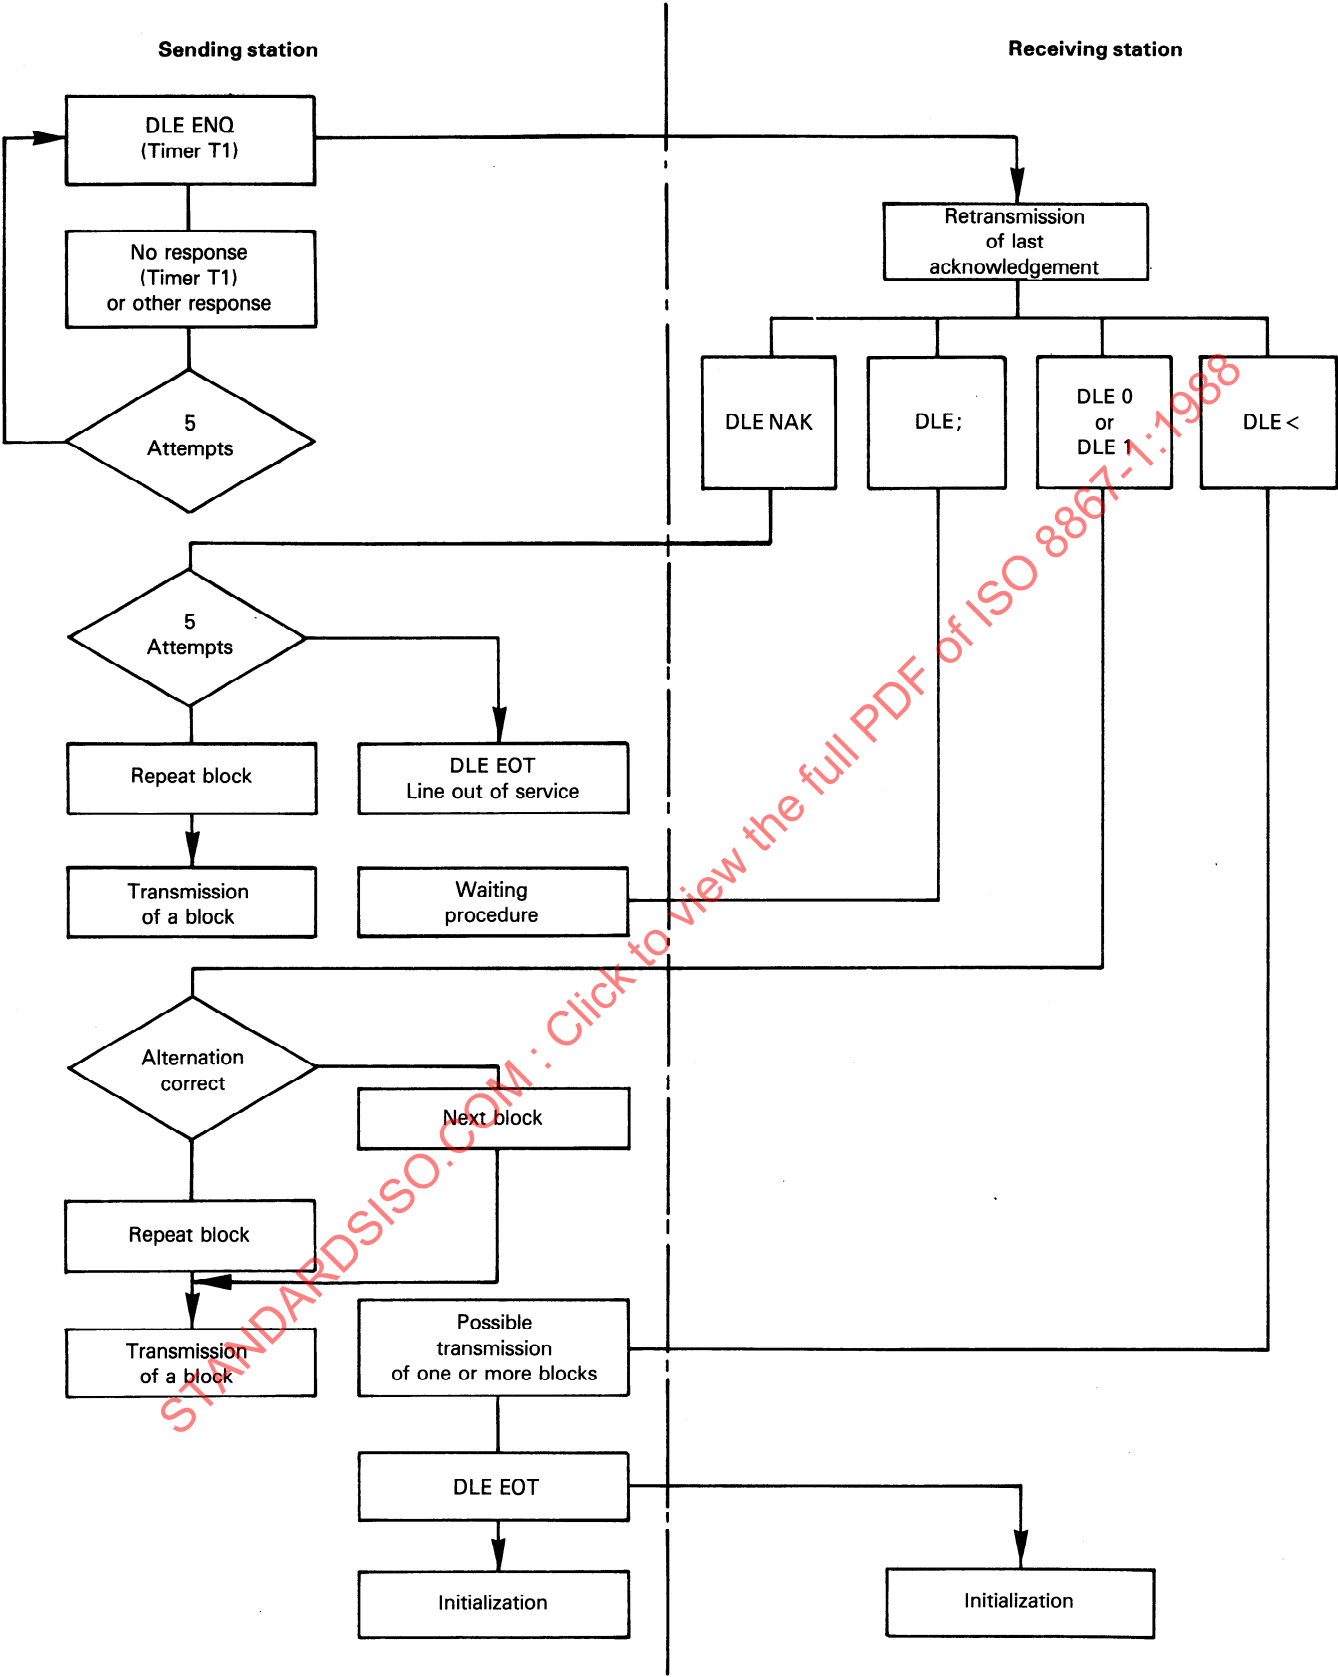 Sending station
Receiving station
DLE ENQ
(Timer T1)
Retransmission
of last
acknowledgement
No response
(Timer T1)
or other response
5
Attempts
DLE NAK
DLE ;
DLE 0
or
DLE 1
DLE <
5
Attempts
Repeat block
DLE EOT
Line out of service
Transmission
of a block
Waiting
procedure
Alternation
correct
Next block
Repeat block
Transmission
of a block
Possible
transmission
of one or more blocks
DLE EOT
Initialization
Initialization
STANDARDSISO.COM : Click to view the full PDF of ISO 8867-1:1988